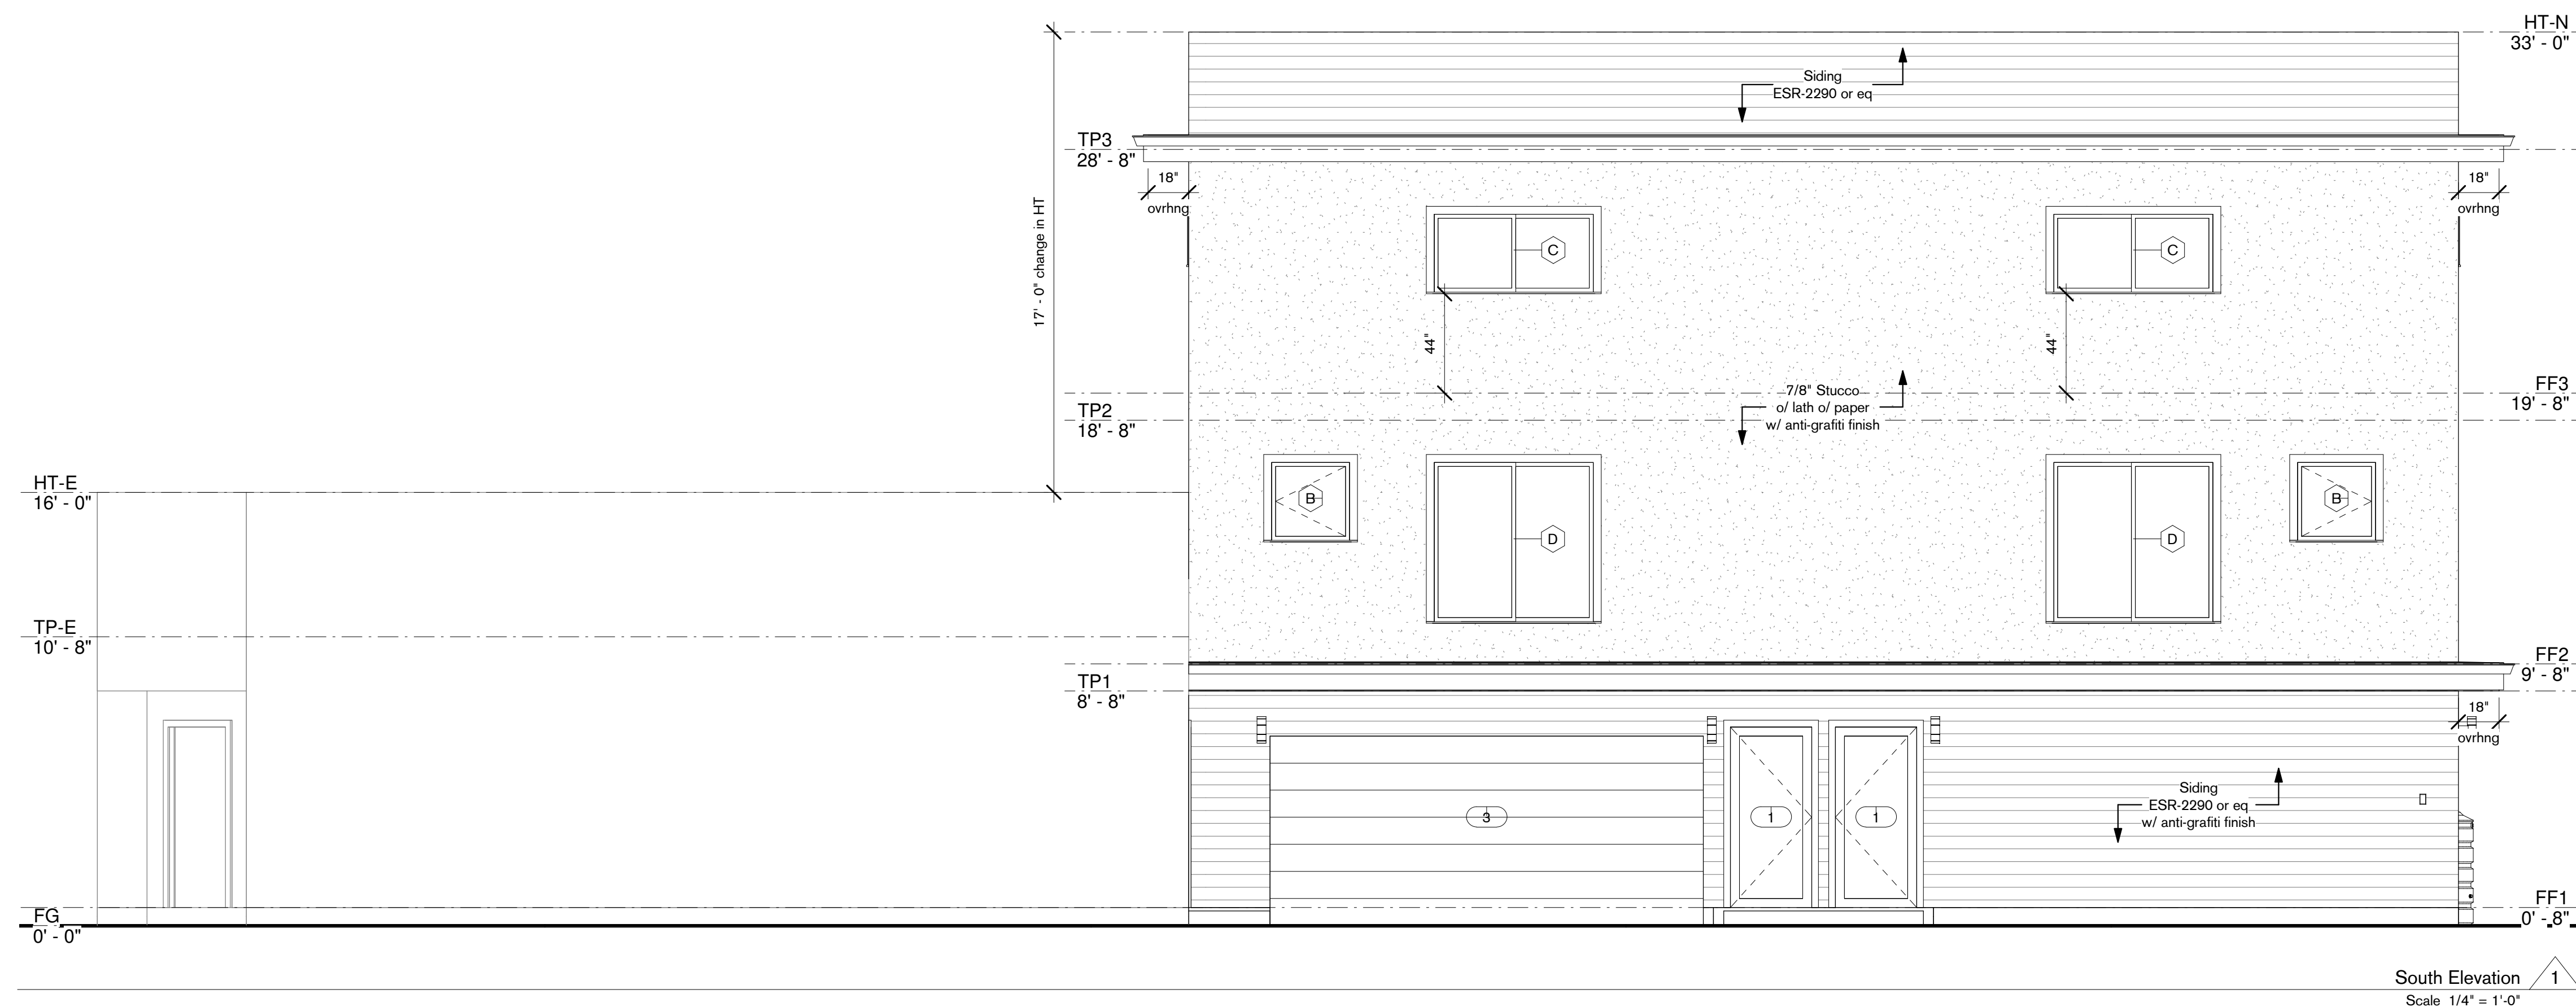 HT-N
33' - 0"
Siding
ESR-2290 or eq
TP3
28' - 8"
18"
ovrhng
18"
ovrhng
17' - 0" change in HT
C
C
44"
44"
7/8" Stucco
o/ lath o/ paper
w/ anti-grafiti finish
FF3
19' - 8"
TP2
18' - 8"
HT-E
16' - 0"
B
B
D
D
TP-E
10' - 8"
FF2
9' - 8"
TP1
8' - 8"
18"
ovrhng
Siding
ESR-2290 or eq
w/ anti-grafiti finish
3
1
1
FG
0' - 0"
FF1
0' - 8"
South Elevation
1
Scale 1/4" = 1'-0"